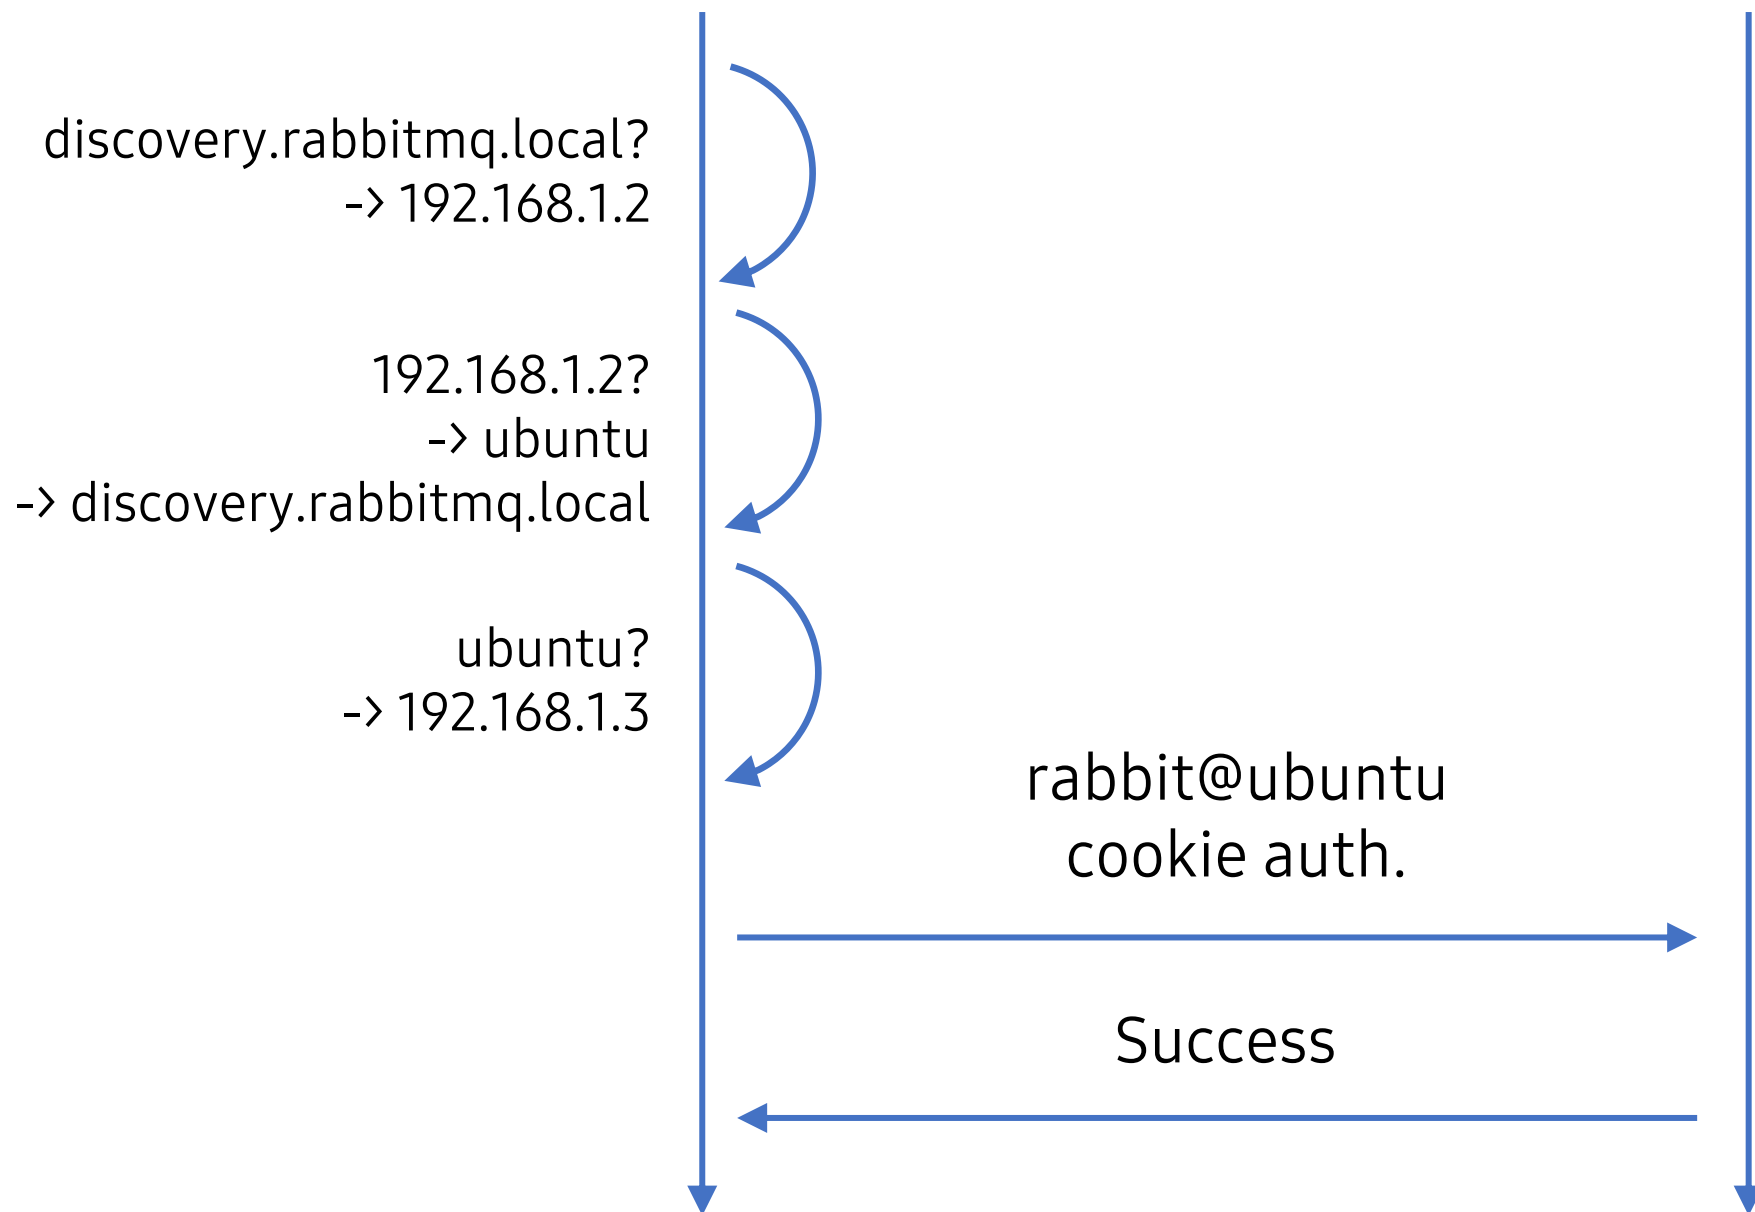 discovery.rabbitmq.local?
-> 192.168.1.2
192.168.1.2?
-> ubuntu
-> discovery.rabbitmq.local
ubuntu?
-> 192.168.1.3
rabbit@ubuntu
cookie auth.
Success